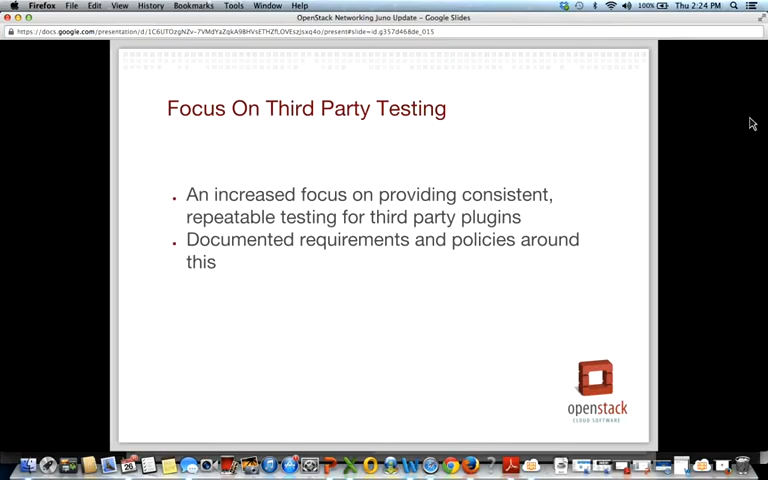 Firefox File Edit View History Bookmarks Tools Window Help
100% Thu 2:24 PM
OpenStack Networking Juno Update - Google Slides
Focus On Third Party Testing
An increased focus on providing consistent,
repeatable testing for third party plugins
Documented requirements and policies around
this
openstack
CLOUD SOFTWARE
26